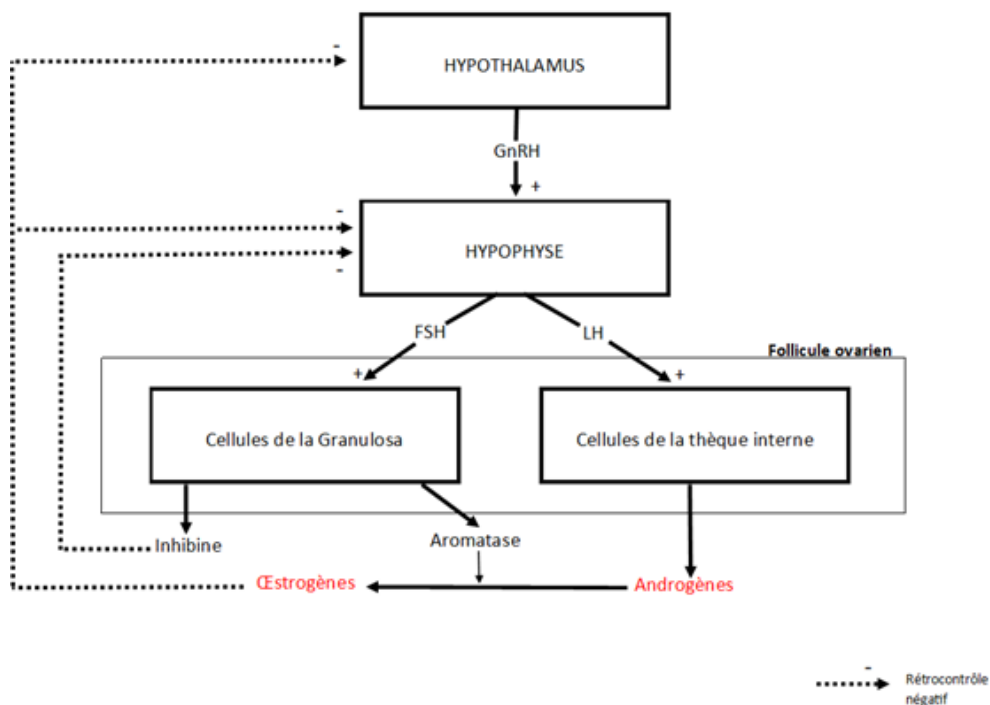 -
HYPOTHALAMUS
GnRH
+
-
HYPOPHYSE
-
FSH
LH
Follicule ovarien
+
+
Cellules de la Granulosa
Cellules de la thèque interne
Inhibine
Aromatase
Œstrogènes
Androgènes
-
Rétrocontrôle
négatif